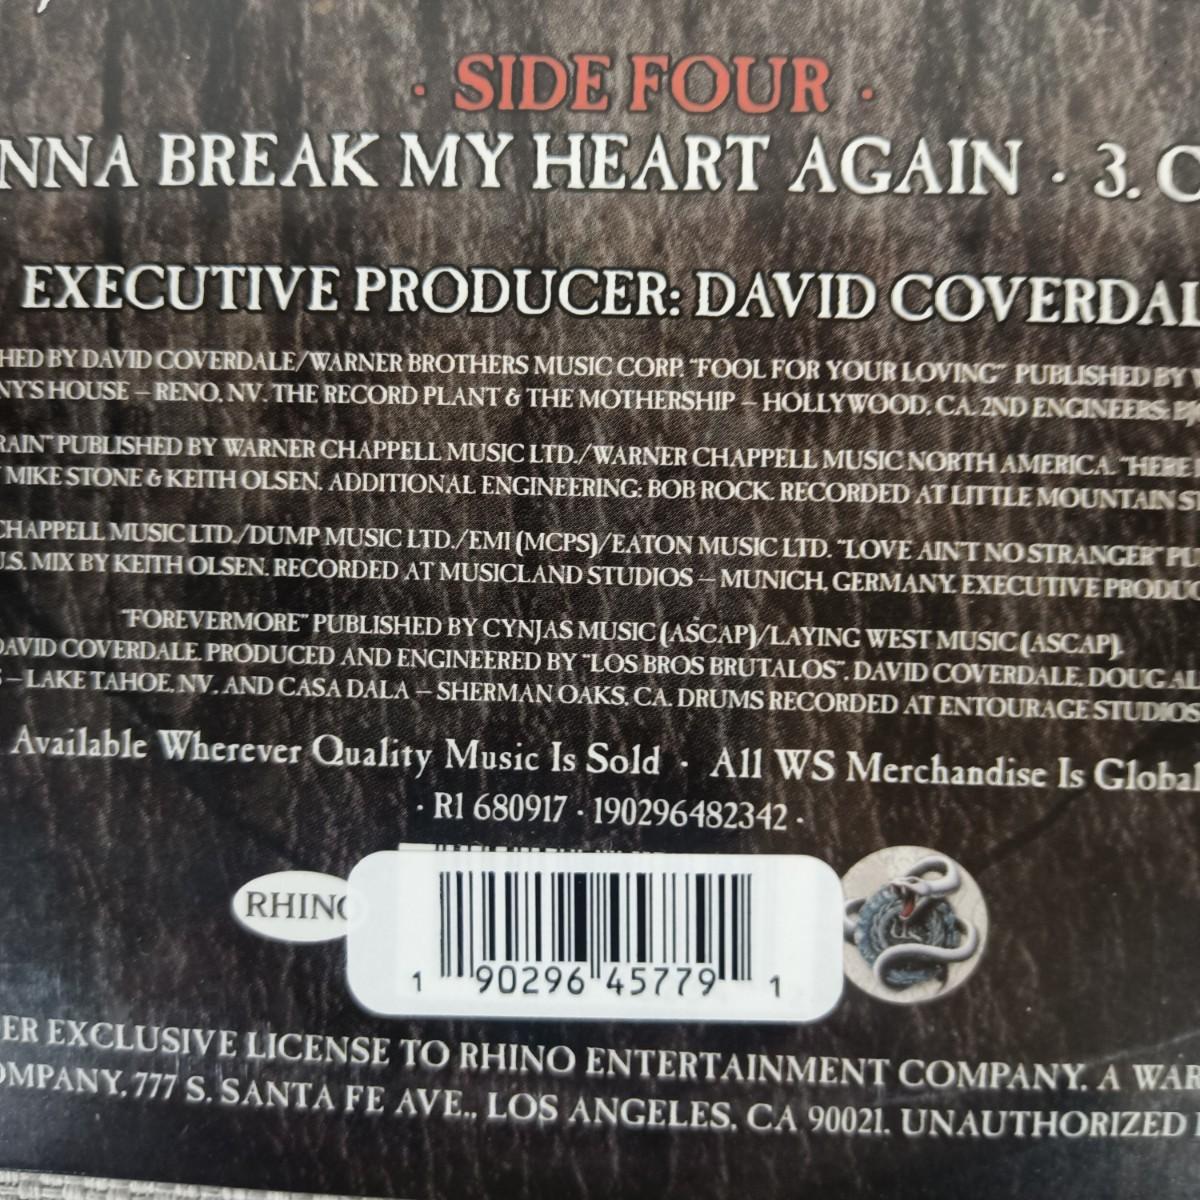 · SIDE FOUR ·
NNA BREAK MY HEART AGAIN · 3. C
EXECUTIVE PRODUCER: DAVID COVERDAL
HED BY DAVID COVERDALE/WARNER BROTHERS MUSIC CORP. "FOOL FOR YOUR LOVING" PUBLISHED BY
NY'S HOUSE – RENO, NV. THE RECORD PLANT & THE MOTHERSHIP – HOLLYWOOD, CA. 2ND ENGINEERS:
RAIN" PUBLISHED BY WARNER CHAPPELL MUSIC LTD./WARNER CHAPPELL MUSIC NORTH AMERICA. "HERE
MIKE STONE & KEITH OLSEN. ADDITIONAL ENGINEERING: BOB ROCK. RECORDED AT LITTLE MOUNTAIN S
CHAPPELL MUSIC LTD./DUMP MUSIC LTD./EMI (MCPS)/EATON MUSIC LTD. "LOVE AIN'T NO STRANGER" PU
U.S. MIX BY KEITH OLSEN. RECORDED AT MUSICLAND STUDIOS – MUNICH, GERMANY. EXECUTIVE PRODUC
"FOREVERMORE" PUBLISHED BY CYNJAS MUSIC (ASCAP)/LAYING WEST MUSIC (ASCAP).
DAVID COVERDALE. PRODUCED AND ENGINEERED BY "LOS BROS BRUTALOS", DAVID COVERDALE, DOUG AL
S – LAKE TAHOE, NV. AND CASA DALA – SHERMAN OAKS, CA. DRUMS RECORDED AT ENTOURAGE STUDIOS
Available Wherever Quality Music Is Sold · All WS Merchandise Is Global
· R1 680917 · 190296482342 ·
RHINO
1 90296 45779 1
ER EXCLUSIVE LICENSE TO RHINO ENTERTAINMENT COMPANY, A WAR
OMPANY, 777 S. SANTA FE AVE., LOS ANGELES, CA 90021. UNAUTHORIZED